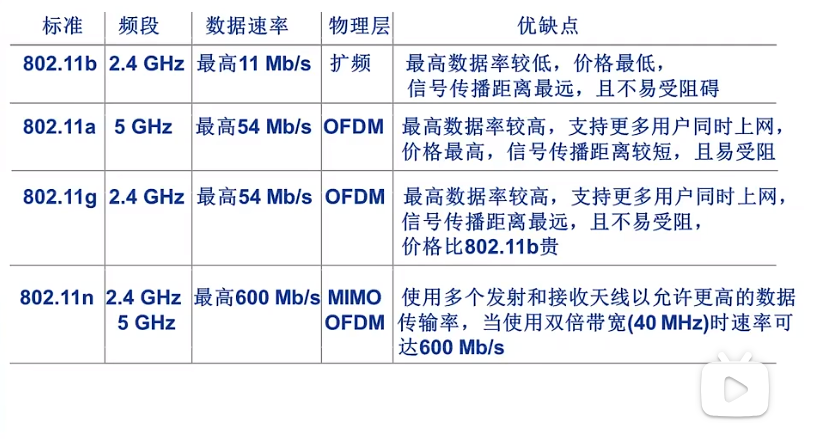 标准 频段 数据速率 物理层 优缺点
802.11b 2.4 GHz 最高11 Mb/s 扩频 最高数据率较低，价格最低，
信号传播距离最远，且不易受阻碍
802.11a 5 GHz 最高54 Mb/s OFDM 最高数据率较高，支持更多用户同时上网，
价格最高，信号传播距离较短，且易受阻
802.11g 2.4 GHz 最高54 Mb/s OFDM 最高数据率较高，支持更多用户同时上网，
信号传播距离最远，且不易受阻，
价格比802.11b贵
802.11n 2.4 GHz 最高600 Mb/s MIMO 使用多个发射和接收天线以允许更高的数据
5 GHz OFDM 传输率，当使用双倍带宽(40 MHz)时速率可
达600 Mb/s